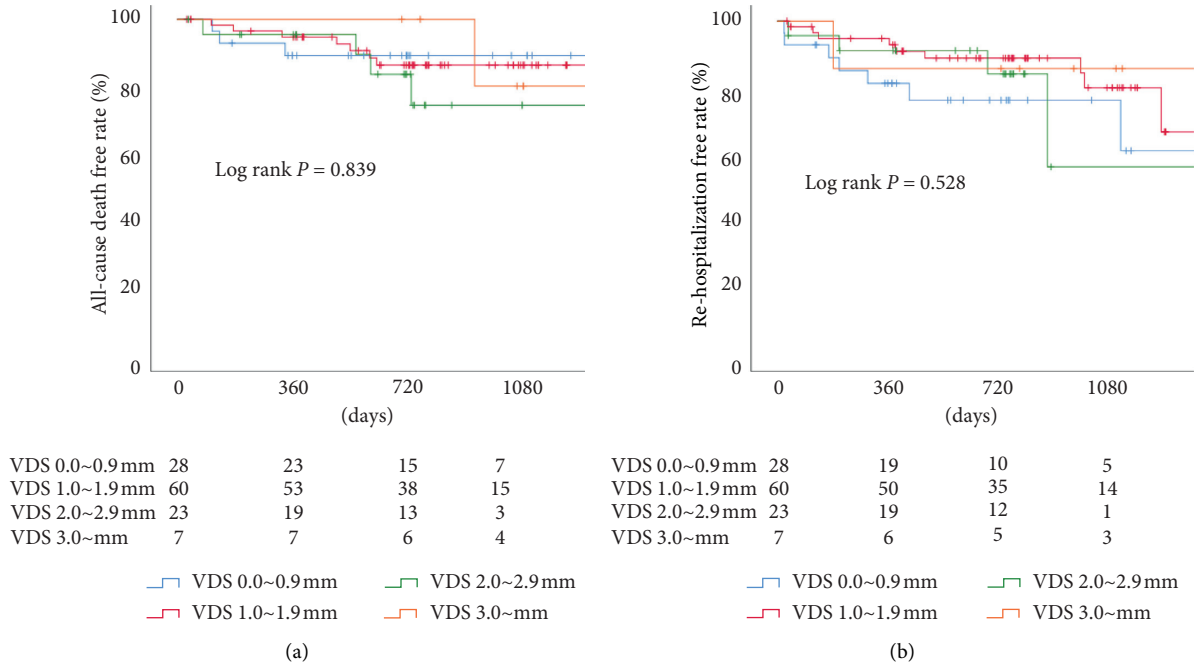 100
80
60
40
20
0
All-cause death free rate (%)
Log rank P = 0.839
0 360 720 1080
(days)
VDS 0.0~0.9 mm 28 23 15 7
VDS 1.0~1.9 mm 60 53 38 15
VDS 2.0~2.9 mm 23 19 13 3
VDS 3.0~mm 7 7 6 4
VDS 0.0~0.9 mm VDS 2.0~2.9 mm
VDS 1.0~1.9 mm VDS 3.0~mm
(a)
100
80
60
40
20
0
Re-hospitalization free rate (%)
Log rank P = 0.528
0 360 720 1080
(days)
VDS 0.0~0.9 mm 28 19 10 5
VDS 1.0~1.9 mm 60 50 35 14
VDS 2.0~2.9 mm 23 19 12 1
VDS 3.0~mm 7 6 5 3
VDS 0.0~0.9 mm VDS 2.0~2.9 mm
VDS 1.0~1.9 mm VDS 3.0~mm
(b)